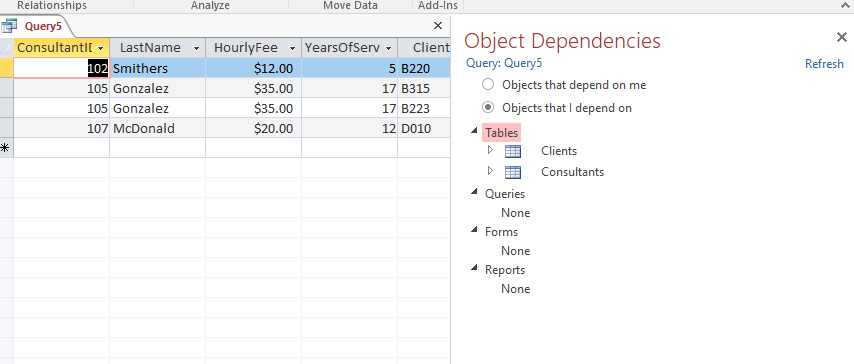 Relationships Analyze Move Data Add-Ins
Query5
ConsultantID LastName HourlyFee YearsOfServ Client
102 Smithers $12.00 5 B220
105 Gonzalez $35.00 17 B315
105 Gonzalez $35.00 17 B223
107 McDonald $20.00 12 D010
Object Dependencies
Query: Query5
Refresh
Objects that depend on me
Objects that I depend on
Tables
Clients
Consultants
Queries
None
Forms
None
Reports
None